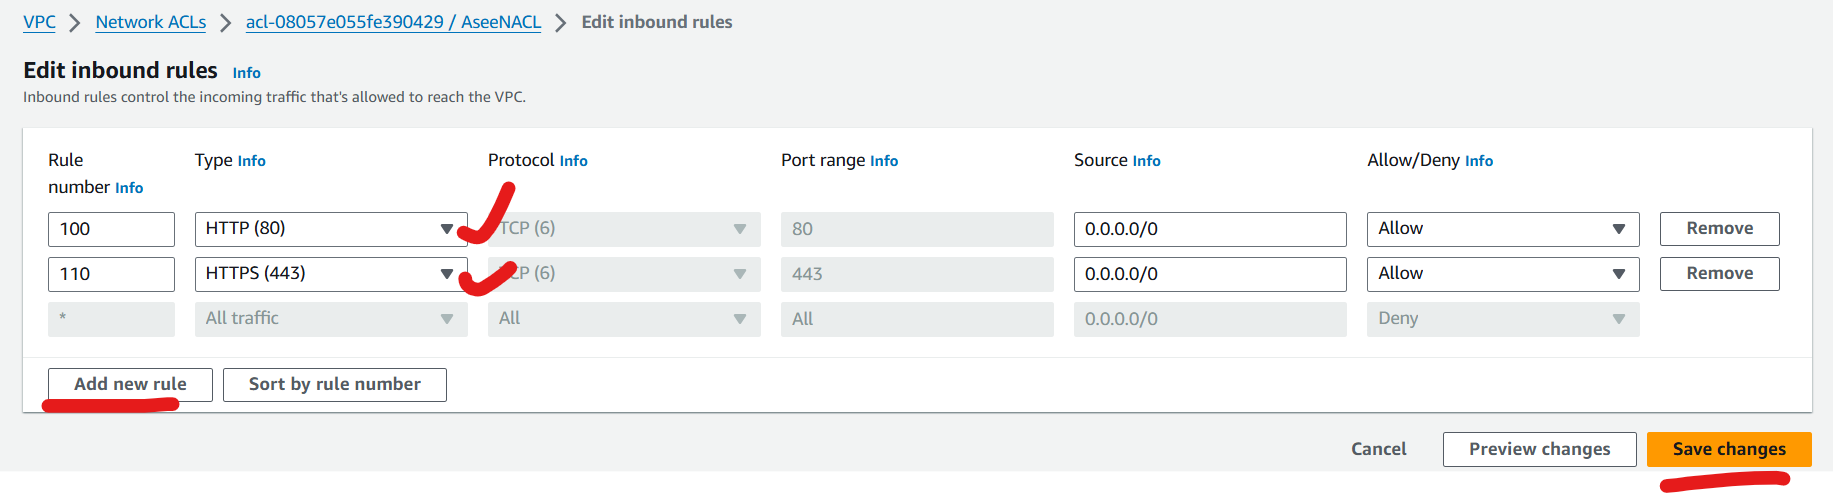 VPC > Network ACLs > acl-08057e055fe390429 / AseeNACL > Edit inbound rules
Edit inbound rules Info
Inbound rules control the incoming traffic that's allowed to reach the VPC.
Rule number Info Type Info Protocol Info Port range Info Source Info Allow/Deny Info
100 HTTP (80) TCP (6) 80 0.0.0.0/0 Allow Remove
110 HTTPS (443) TCP (6) 443 0.0.0.0/0 Allow Remove
* All traffic All All 0.0.0.0/0 Deny
Add new rule Sort by rule number
Cancel Preview changes Save changes